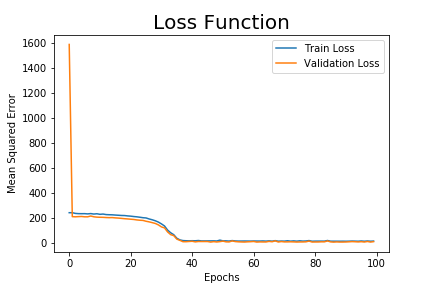 Loss Function
Train Loss
Validation Loss
Mean Squared Error
1600
1400
1200
1000
800
600
400
200
0
0 20 40 60 80 100
Epochs